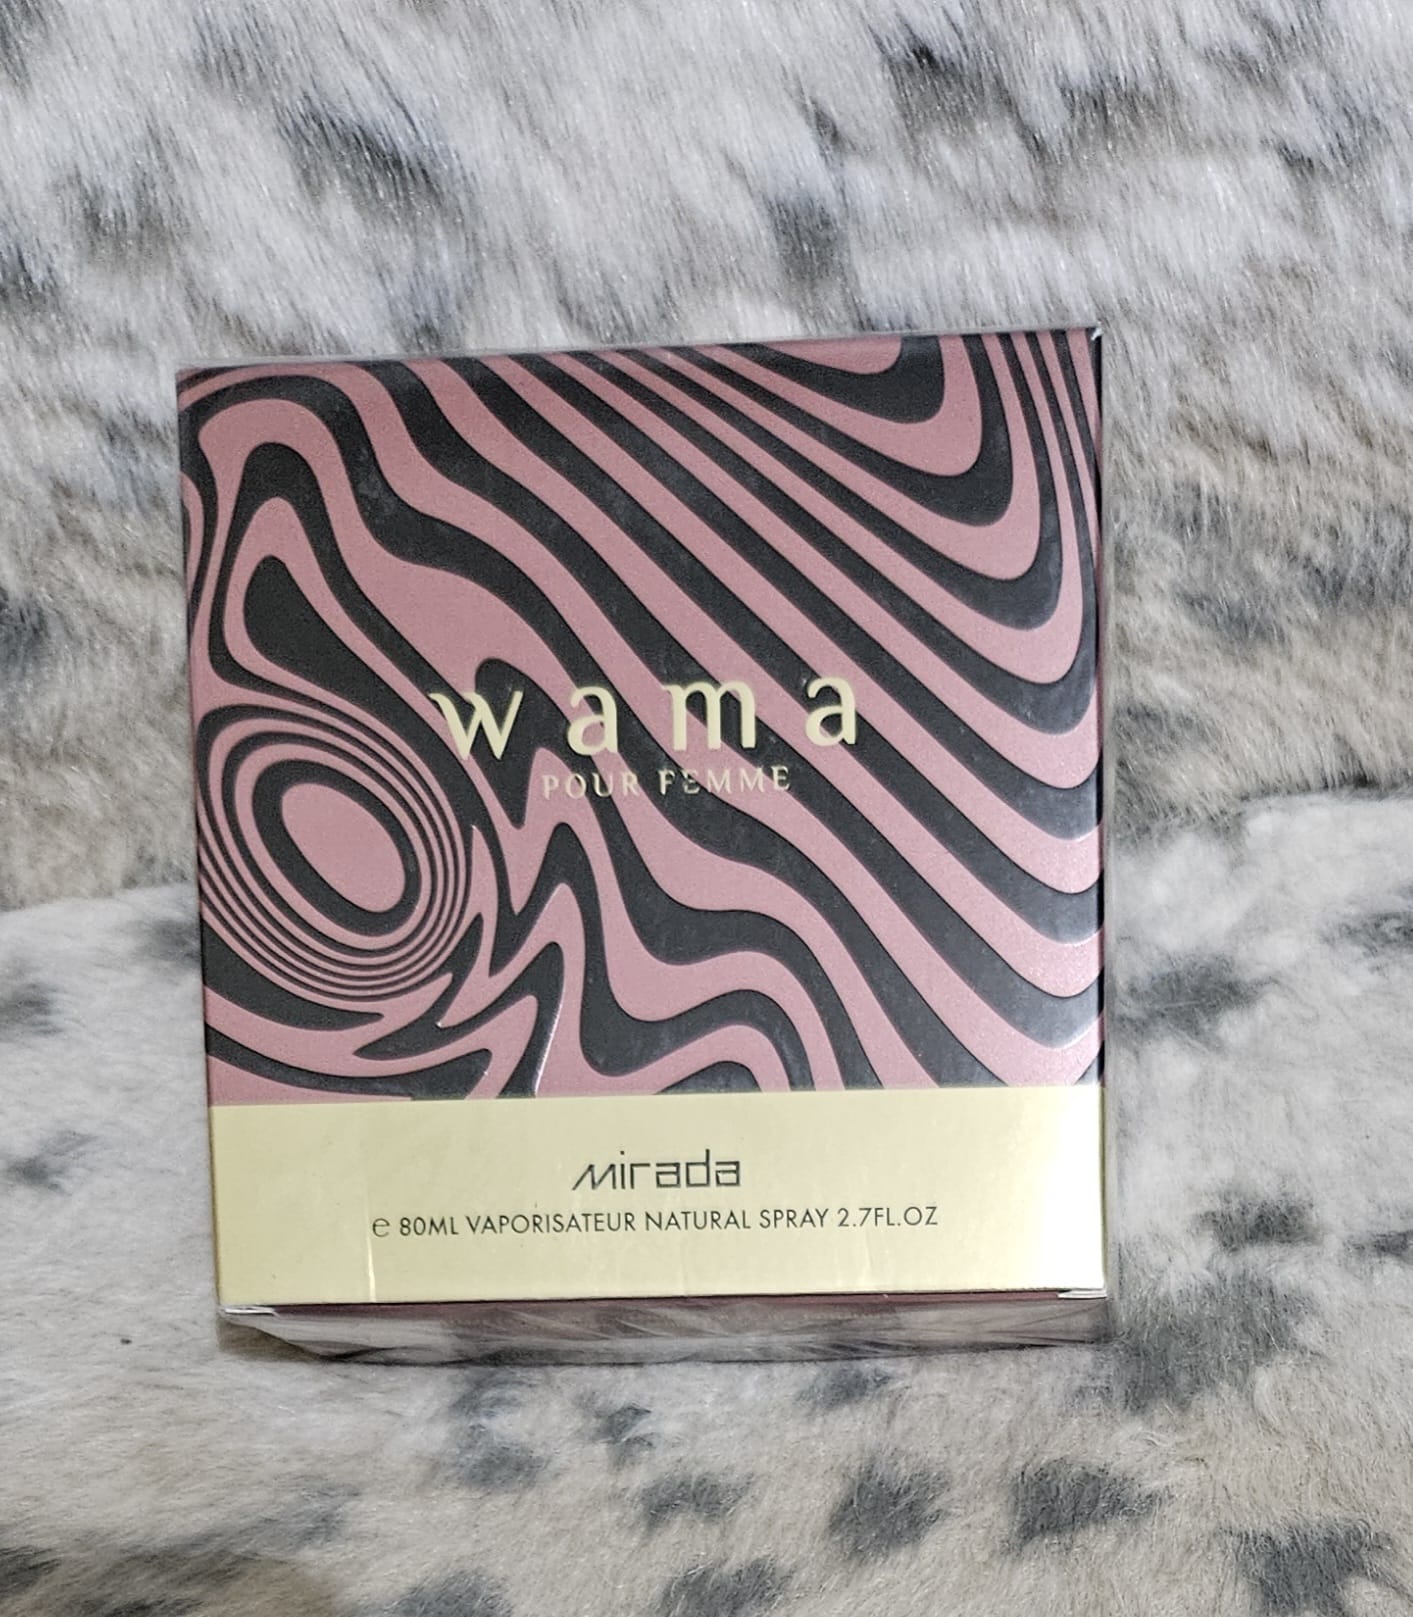 wama
POUR FEMME
mirada
e 80ML VAPORISATEUR NATURAL SPRAY 2.7FL.OZ